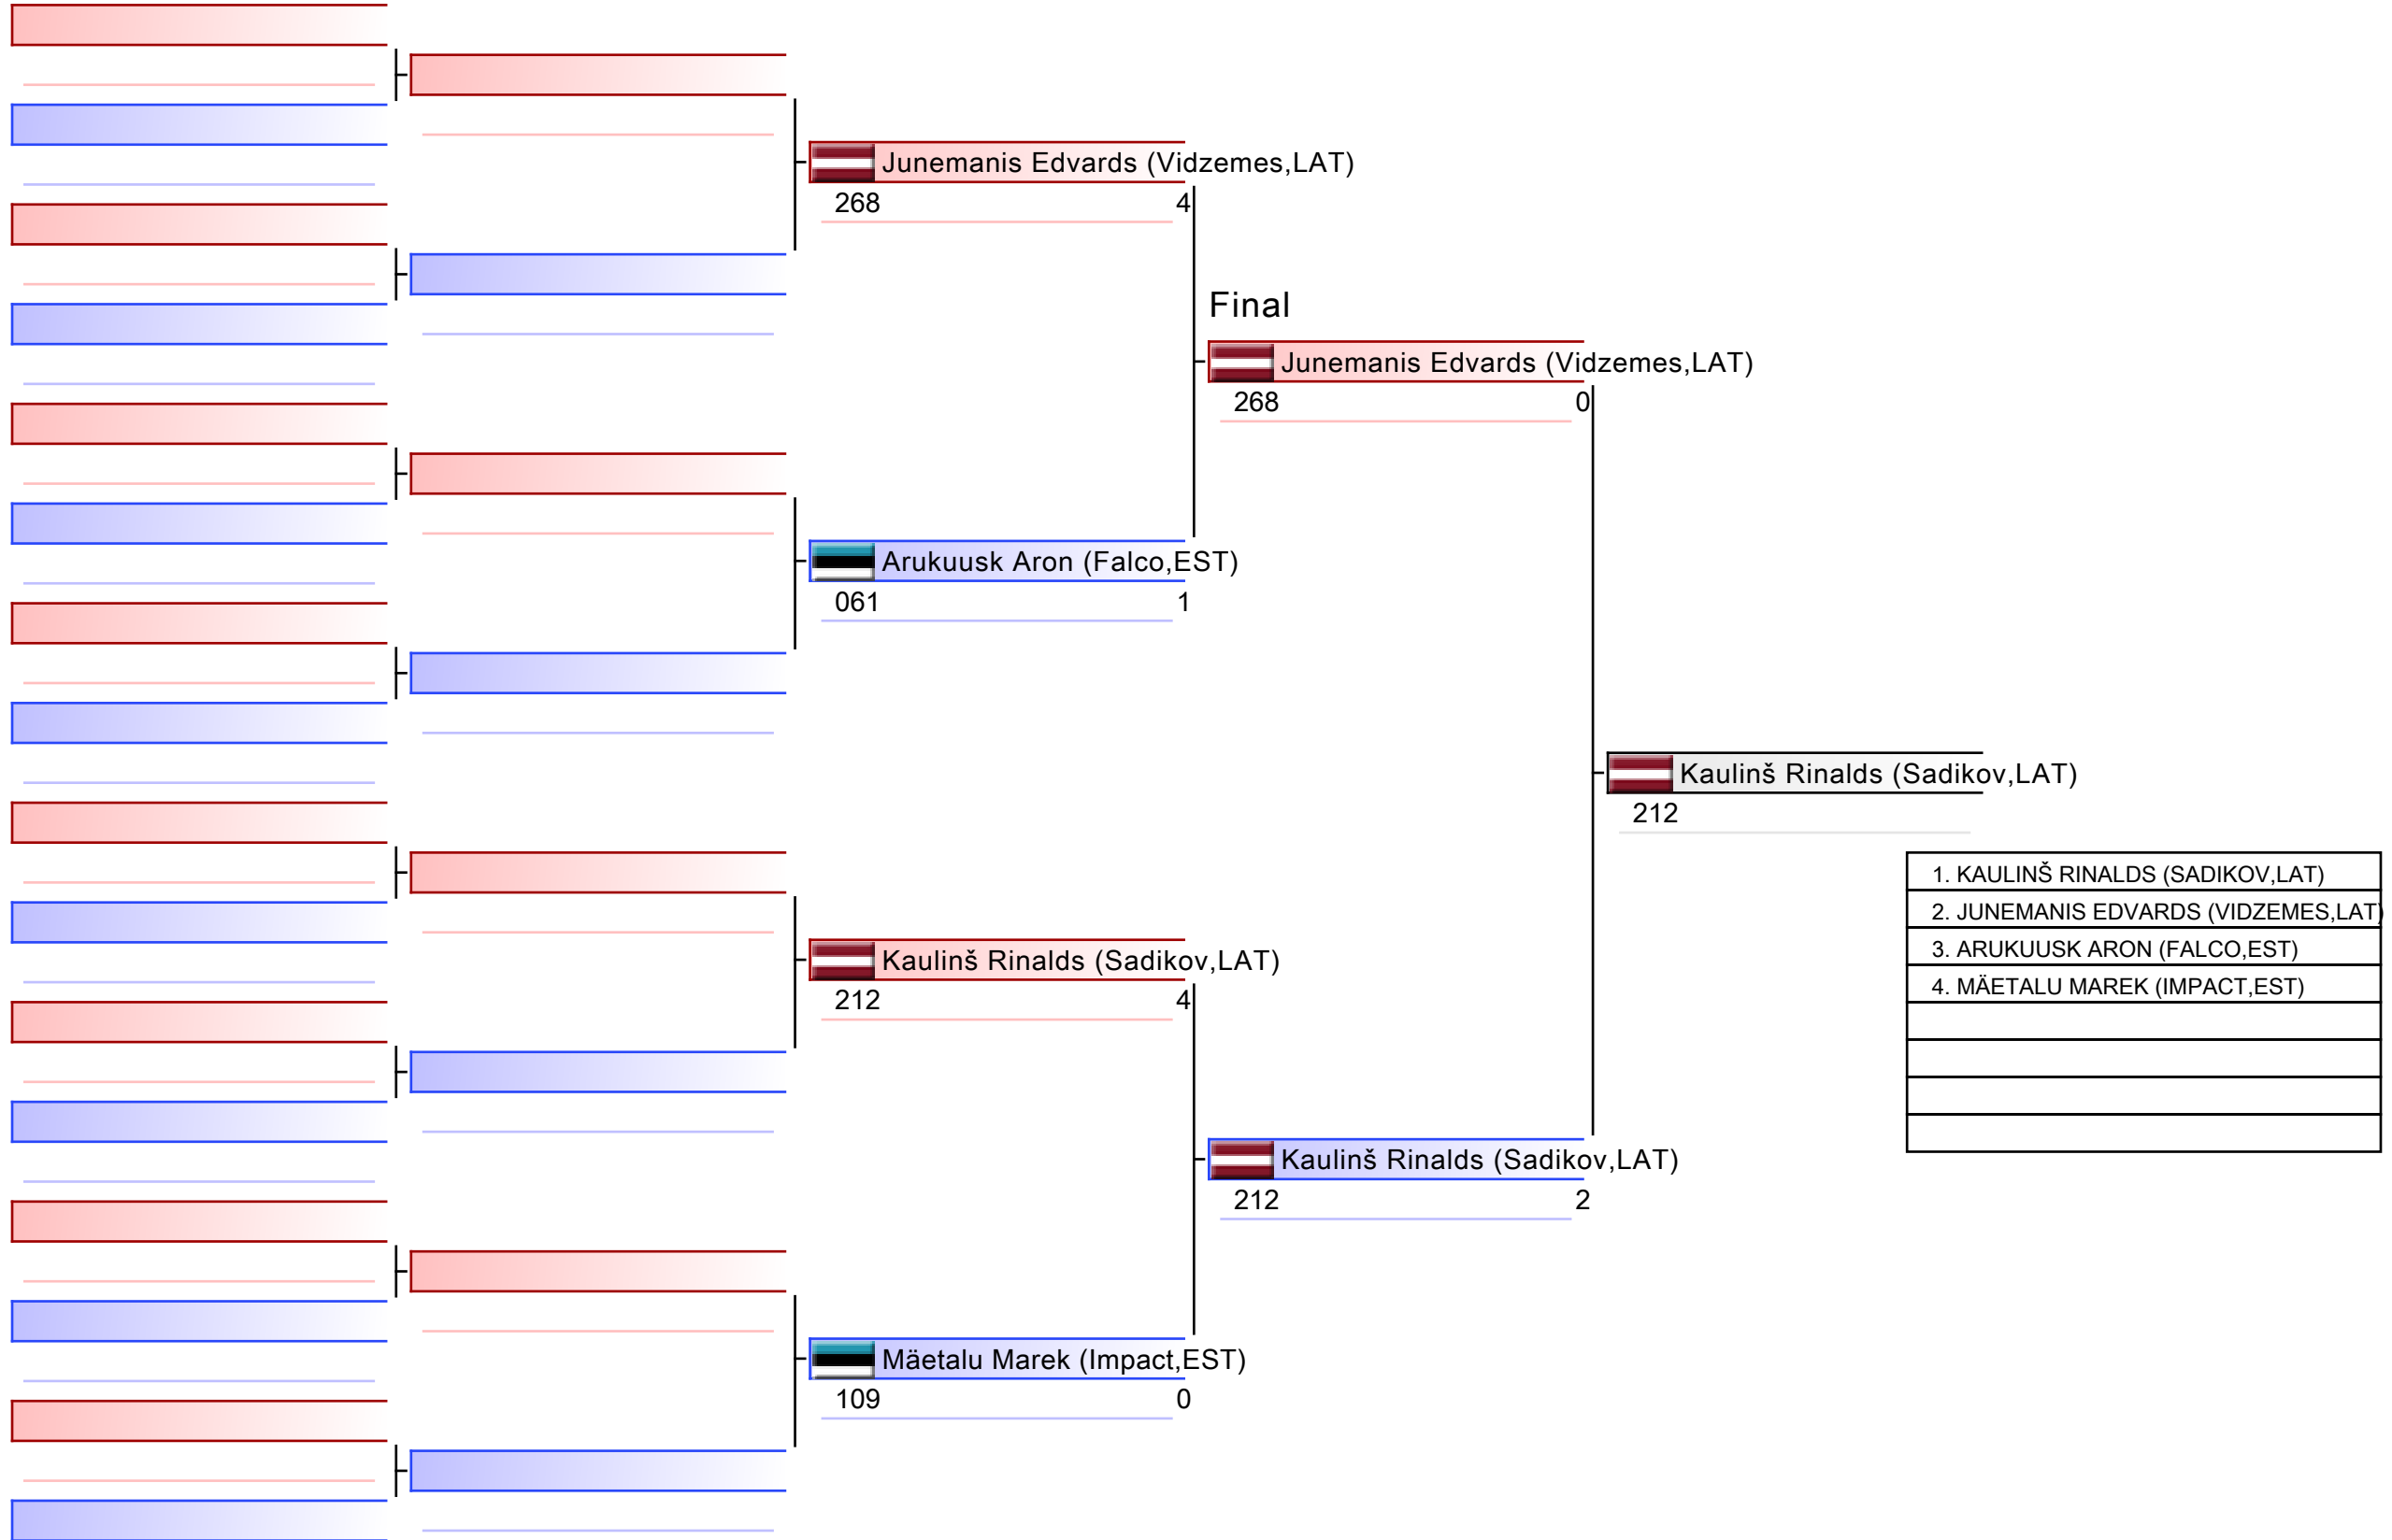 Junemanis Edvards (Vidzemes,LAT)
268 4
Final
Junemanis Edvards (Vidzemes,LAT)
268 0
Arukuusk Aron (Falco,EST)
061 1
Kaulinš Rinalds (Sadikov,LAT)
212
1. KAULINŠ RINALDS (SADIKOV,LAT)
2. JUNEMANIS EDVARDS (VIDZEMES,LAT)
3. ARUKUUSK ARON (FALCO,EST)
4. MÄETALU MAREK (IMPACT,EST)
Kaulinš Rinalds (Sadikov,LAT)
212 4
Kaulinš Rinalds (Sadikov,LAT)
212 2
Mäetalu Marek (Impact,EST)
109 0